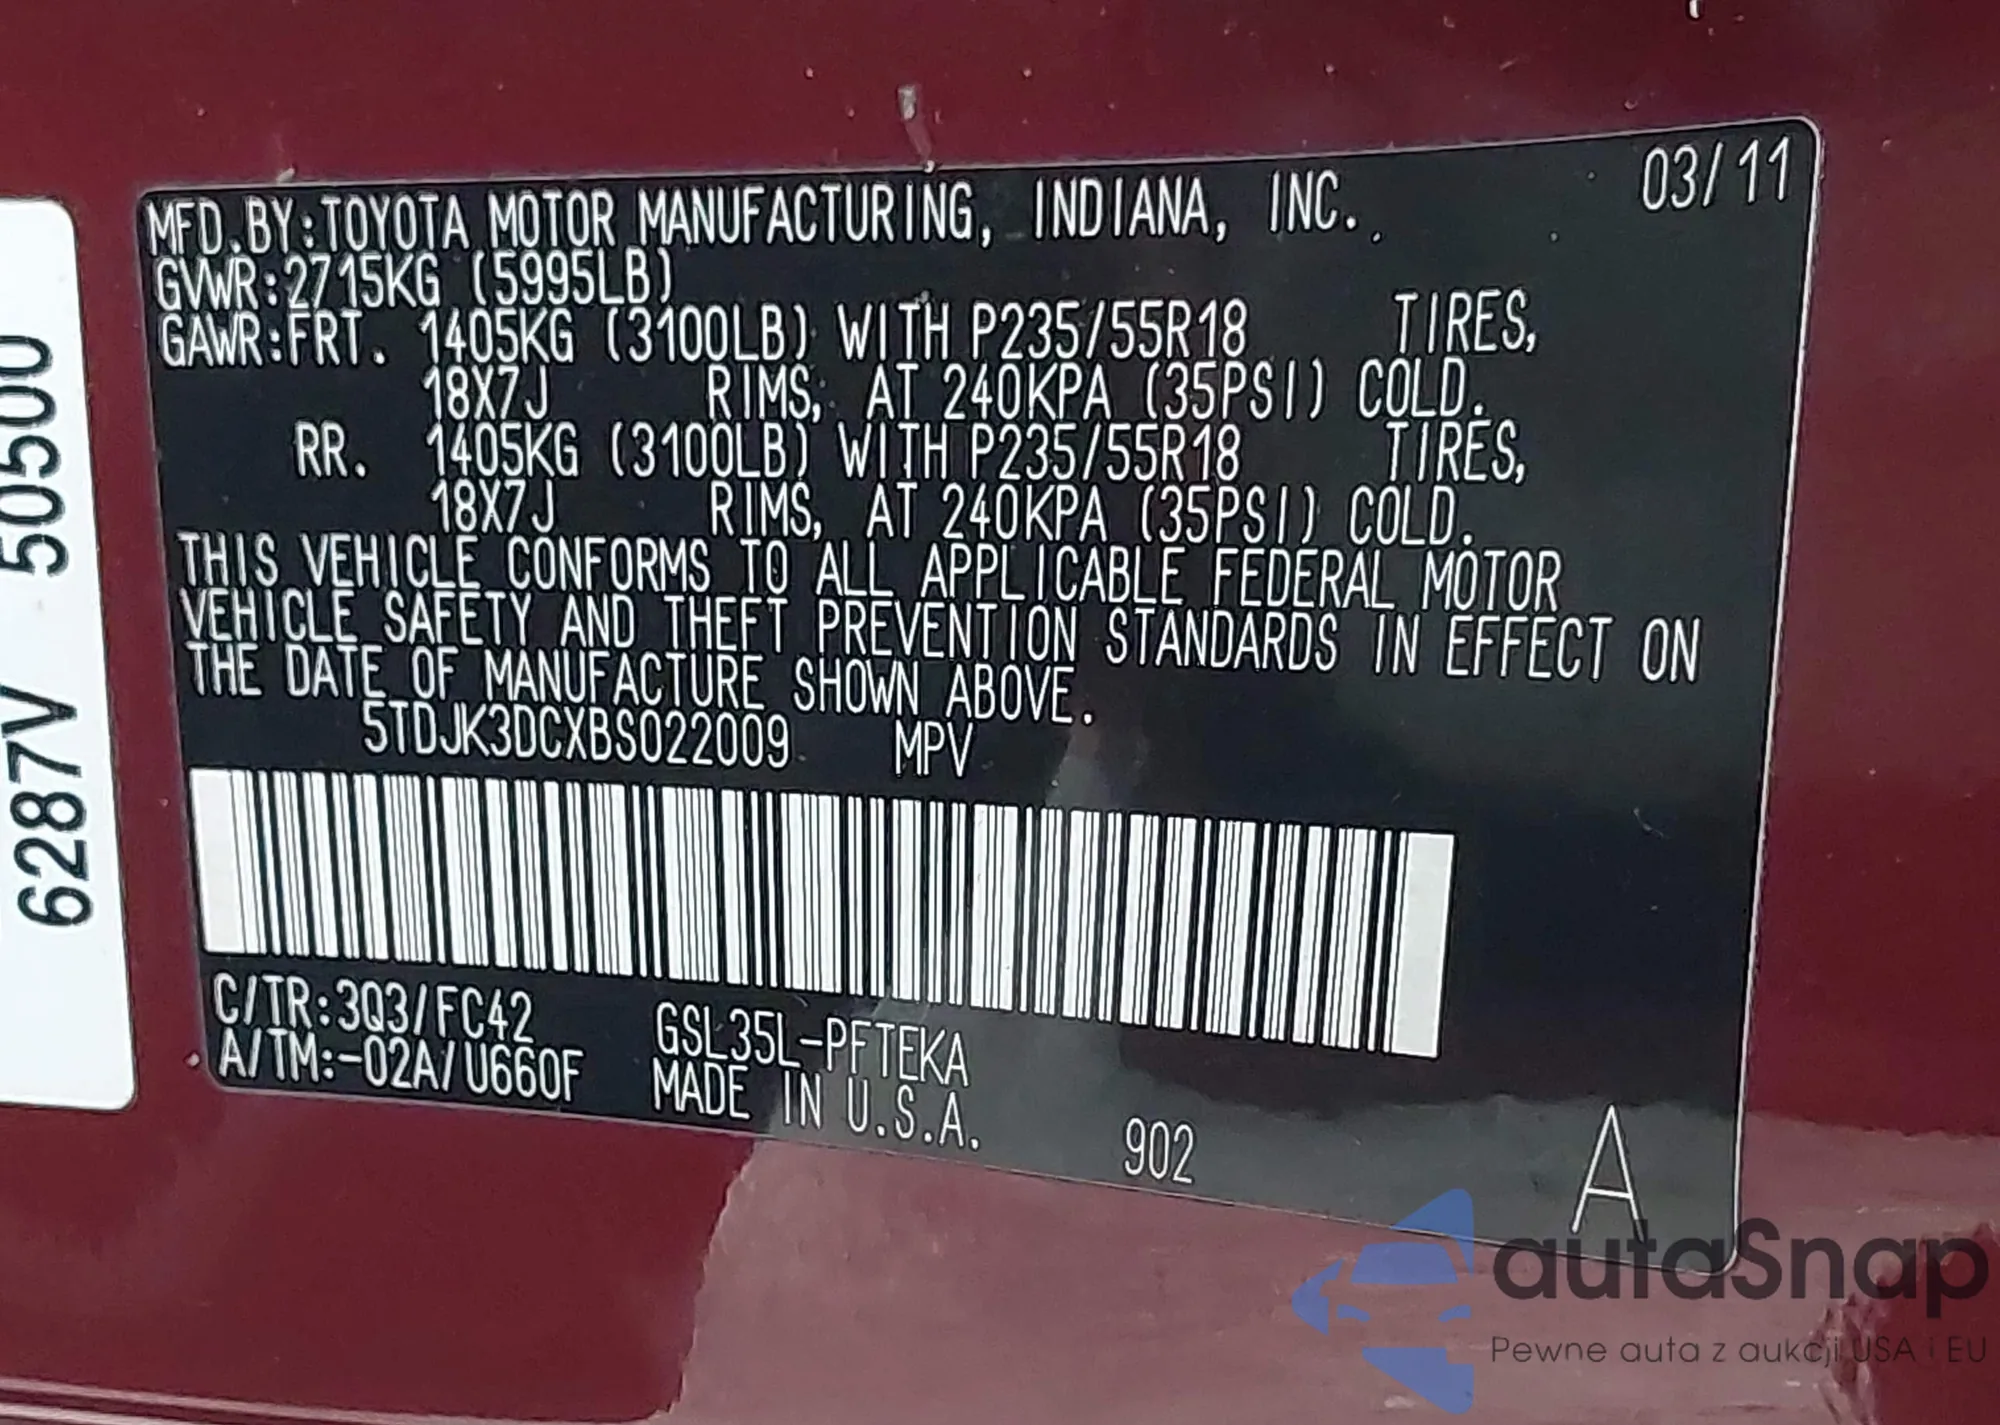 MFD.BY:TOYOTA MOTOR MANUFACTURING, INDIANA, INC. 03/11
GVWR:2715KG (5995LB)
GAWR:FRT. 1405KG (3100LB) WITH P235/55R18 TIRES,
18X7J RIMS, AT 240KPA (35PSI) COLD.
RR. 1405KG (3100LB) WITH P235/55R18 TIRES,
18X7J RIMS, AT 240KPA (35PSI) COLD.
THIS VEHICLE CONFORMS TO ALL APPLICABLE FEDERAL MOTOR
VEHICLE SAFETY AND THEFT PREVENTION STANDARDS IN EFFECT ON
THE DATE OF MANUFACTURE SHOWN ABOVE.
5TDJK3DCXBS022009 MPV
C/TR:3Q3/FC42 GSL35L-PFTEKA
A/TM:-02A/U660F MADE IN U.S.A.
902 A
6287V 50500
autaSnap
Pewne auta z aukcji USA i EU